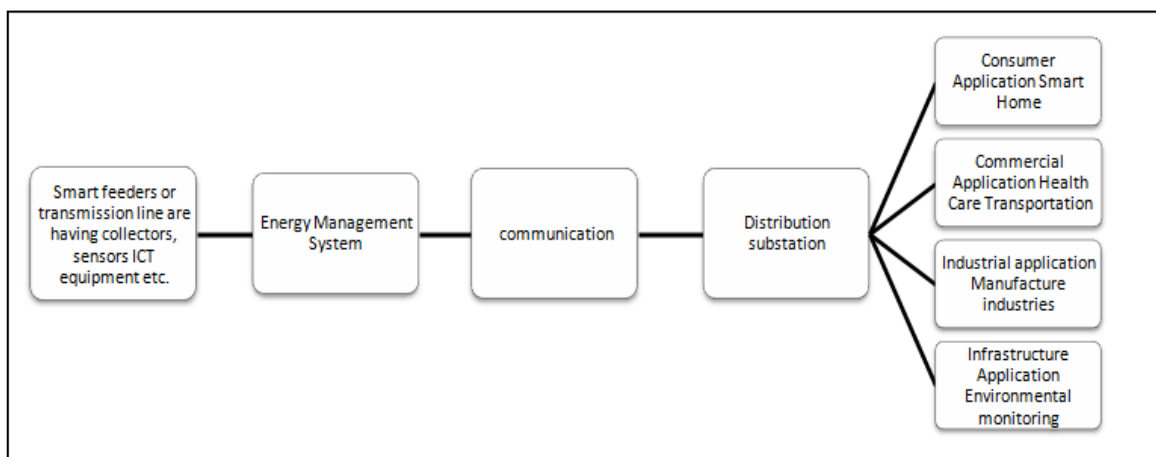 Smart feeders or
transmission line are
having collectors,
sensors ICT
equipment etc.
Energy Management
System
communication
Distribution
substation
Consumer
Application Smart
Home
Commercial
Application Health
Care Transportation
Industrial application
Manufacture
industries
Infrastructure
Application
Environmental
monitoring